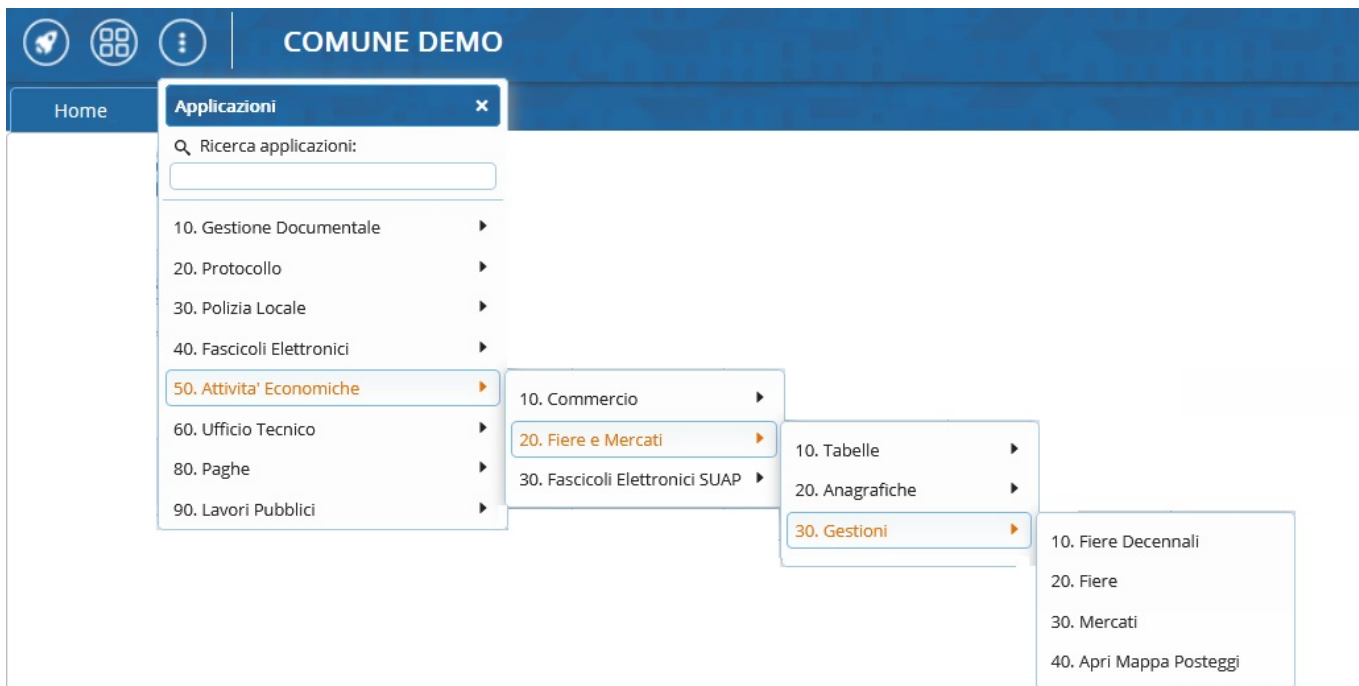 COMUNE DEMO
Home
Applicazioni
Ricerca applicazioni:
10. Gestione Documentale
20. Protocollo
30. Polizia Locale
40. Fascicoli Elettronici
50. Attivita' Economiche
60. Ufficio Tecnico
80. Paghe
90. Lavori Pubblici
10. Commercio
20. Fiere e Mercati
30. Fascicoli Elettronici SUAP
10. Tabelle
20. Anagrafiche
30. Gestioni
10. Fiere Decennali
20. Fiere
30. Mercati
40. Apri Mappa Posteggi